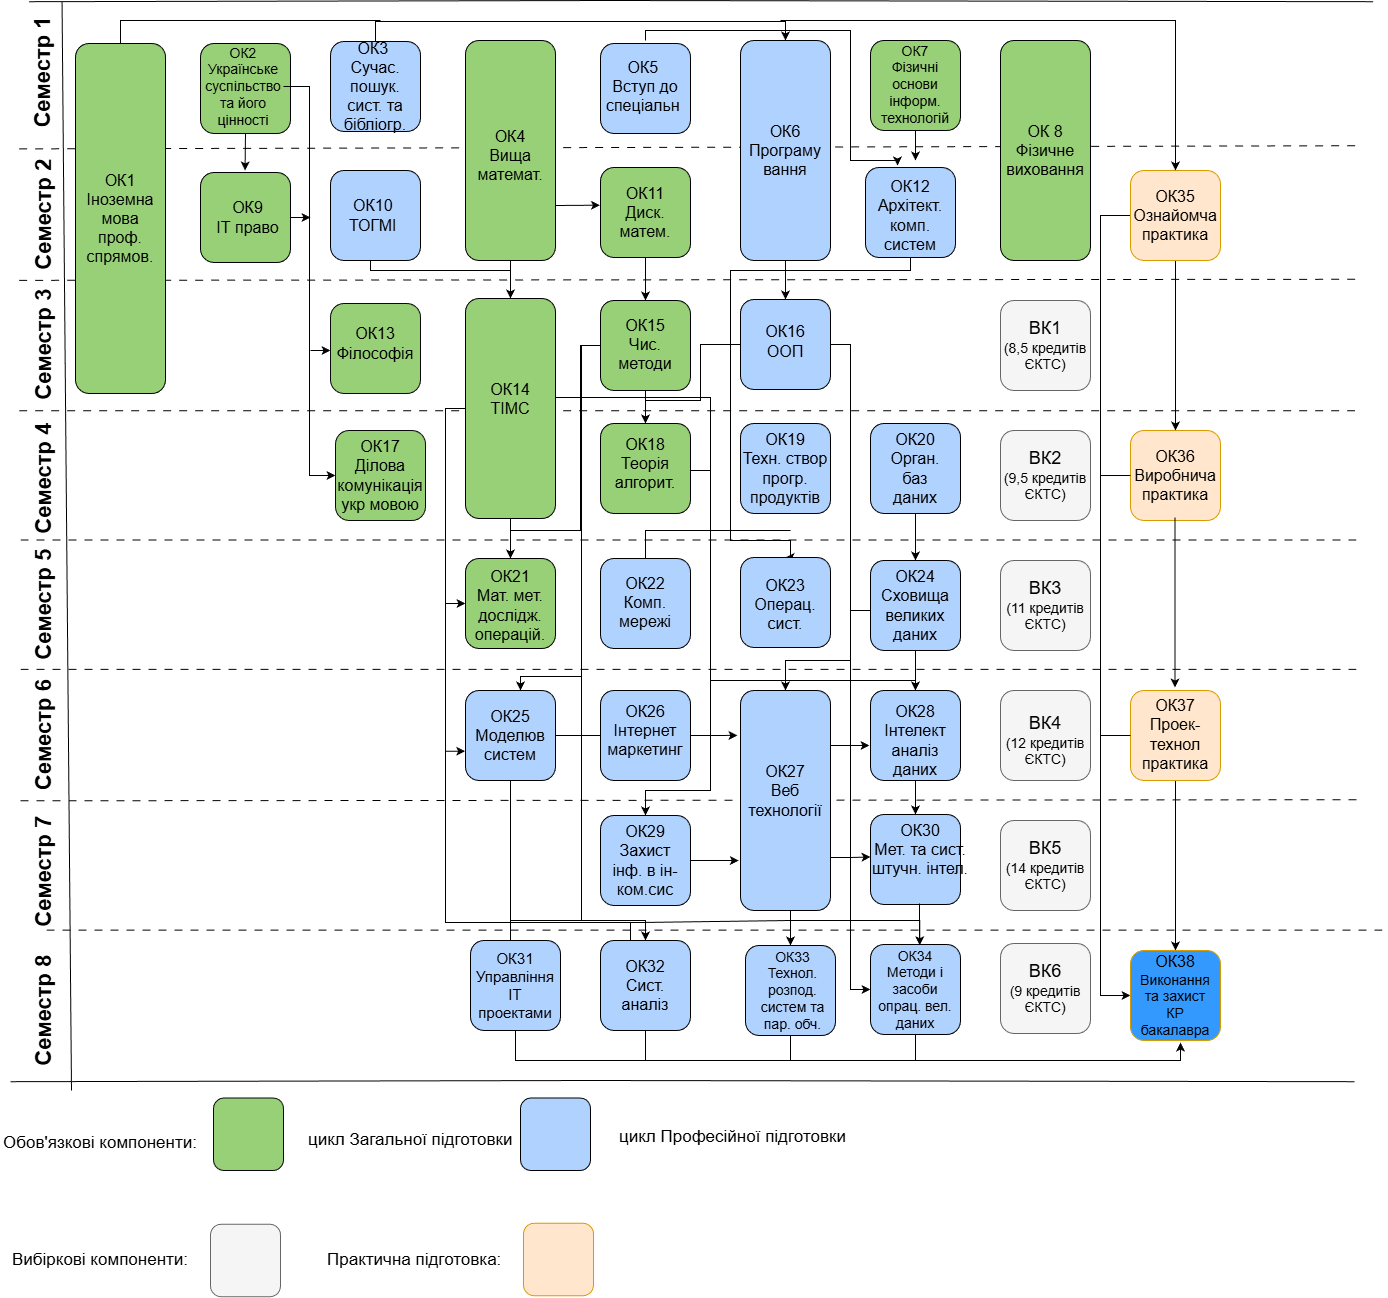 Семестр 1
ОК1
Іноземна
мова
проф.
спрямов.
ОК2
Українське
суспільство
та його
цінності
ОК3
Сучас.
пошук.
сист. та
бібліогр.
ОК4
Вища
математ.
ОК5
Вступ до
спеціальн
ОК6
Програму
вання
ОК7
Фізичні
основи
інформ.
технологій
ОК 8
Фізичне
виховання
Семестр 2
ОК9
ІТ право
ОК10
ТОГМІ
ОК11
Диск.
матем.
ОК12
Архітект.
комп.
систем
ОК35
Ознайомча
практика
Семестр 3
ОК13
Філософія
ОК14
ТІМС
ОК15
Чис.
методи
ОК16
ООП
ВК1
(8,5 кредитів
ЄКТС)
Семестр 4
ОК17
Ділова
комунікація
укр мовою
ОК18
Теорія
алгорит.
ОК19
Техн. створ
прогр.
продуктів
ОК20
Орган.
баз
даних
ВК2
(9,5 кредитів
ЄКТС)
ОК36
Виробнича
практика
Семестр 5
ОК21
Мат. мет.
дослідж.
операцій.
ОК22
Комп.
мережі
ОК23
Операц.
сист.
ОК24
Сховища
великих
даних
ВК3
(11 кредитів
ЄКТС)
Семестр 6
ОК25
Моделюв
систем
ОК26
Інтернет
маркетинг
ОК27
Веб
технології
ОК28
Інтелект
аналіз
даних
ВК4
(12 кредитів
ЄКТС)
ОК37
Проек-
технол
практика
Семестр 7
ОК29
Захист
інф. в ін-
ком.сис
ОК30
Мет. та сист.
штучн. інтел.
ВК5
(14 кредитів
ЄКТС)
Семестр 8
ОК31
Управління
ІТ
проектами
ОК32
Сист.
аналіз
ОК33
Технол.
розпод.
систем та
пар. обч.
ОК34
Методи і
засоби
опрац. вел.
даних
ВК6
(9 кредитів
ЄКТС)
ОК38
Виконання
та захист
КР
бакалавра
Обов'язкові компоненти:
цикл Загальної підготовки
цикл Професійної підготовки
Вибіркові компоненти:
Практична підготовка: